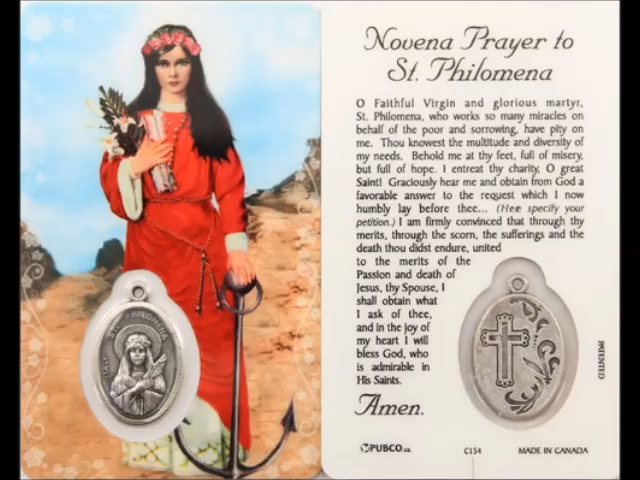 Novena Prayer to
St. Philomena
O Faithful Virgin and glorious martyr,
St. Philomena, who works so many miracles on
behalf of the poor and sorrowing, have pity on
me. Thou knowest the multitude and diversity of
my needs. Behold me at thy feet, full of misery,
but full of hope. I entreat thy charity, O great
Saint! Graciously hear me and obtain from God a
favorable answer to the request which I now
humbly lay before thee... (Here specify your
petition.) I am firmly convinced that through thy
merits, through the scorn, the sufferings and the
death thou didst endure, united
to the merits of the
Passion and death of
Jesus, thy Spouse, I
shall obtain what
I ask of thee,
and in the joy of
my heart I will
bless God, who
is admirable in
His Saints.
Amen.
PUBCO.ca
C154
MADE IN CANADA
PATENTED
ITALY ST. PHILOMENA